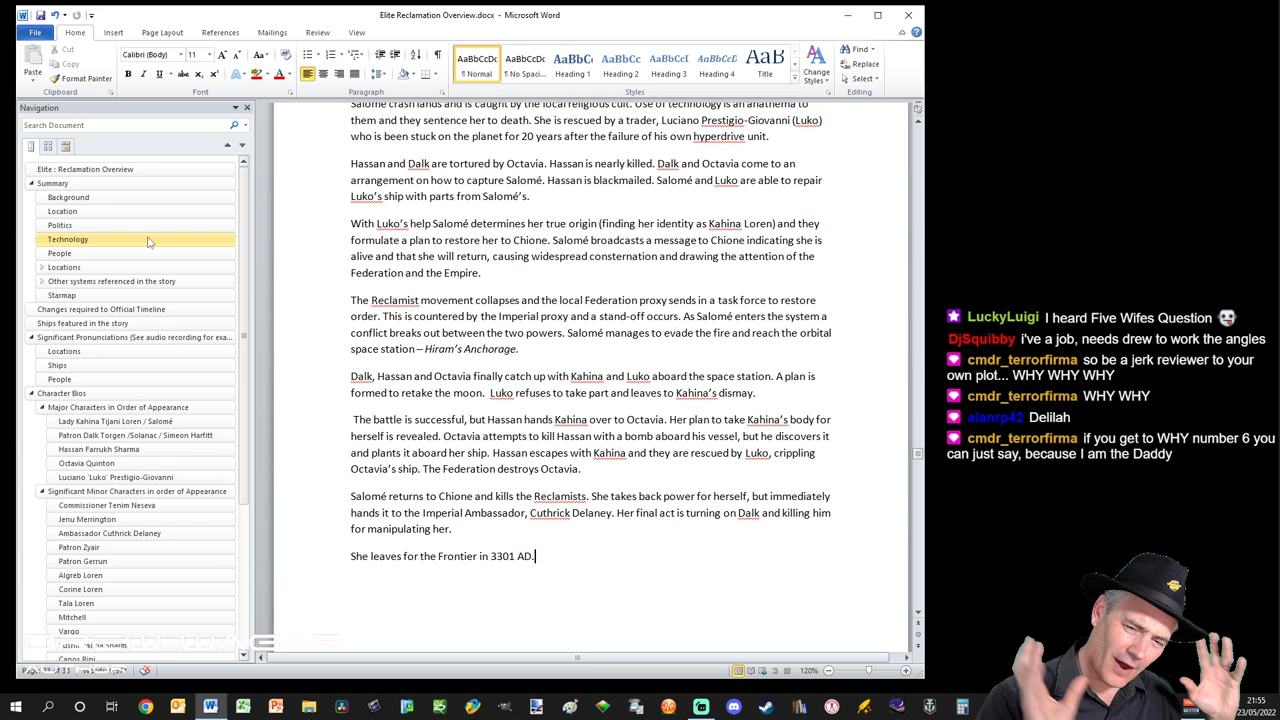 Elite Reclamation Overview.docx - Microsoft Word
File
Home
Insert
Page Layout
References
Mailings
Review
View
Cut
Copy
Format Painter
Paste
Clipboard
Calibri (Body)
11
Font
Paragraph
AaBbCcDc
¶ Normal
AaBbCcDc
¶ No Spaci...
AaBbCc
Heading 1
AaBbCc
Heading 2
AaBbCcD
Heading 3
AaBbCcD
Heading 4
AaB
Title
Change Styles
Styles
Find
Replace
Select
Editing
Navigation
Search Document
Elite : Reclamation Overview
Summary
Background
Location
Politics
Technology
People
Locations
Other systems referenced in the story
Starmap
Changes required to Official Timeline
Ships featured in the story
Significant Pronunciations (See audio recording for exa...
Locations
Ships
People
Character Bios
Major Characters in Order of Appearance
Lady Kahina Tijani Loren / Salomé
Patron Dalk Torgen /Solanac / Simeon Harfitt
Hassan Farrukh Sharma
Octavia Quinton
Luciano 'Luko' Prestigio-Giovanni
Significant Minor Characters in order of Appearance
Commissioner Tenim Neseva
Jenu Merrington
Ambassador Cuthrick Delaney
Patron Zyair
Patron Gerrun
Algreb Loren
Corine Loren
Tala Loren
Mitchell
Vargo
Salomé crash lands and is caught by the local religious cult. Use of technology is an anathema to
them and they sentence her to death. She is rescued by a trader, Luciano Prestigio-Giovanni (Luko)
who is been stuck on the planet for 20 years after the failure of his own hyperdrive unit.
Hassan and Dalk are tortured by Octavia. Hassan is nearly killed. Dalk and Octavia come to an
arrangement on how to capture Salomé. Hassan is blackmailed. Salomé and Luko are able to repair
Luko's ship with parts from Salomé's.
With Luko's help Salomé determines her true origin (finding her identity as Kahina Loren) and they
formulate a plan to restore her to Chione. Salomé broadcasts a message to Chione indicating she is
alive and that she will return, causing widespread consternation and drawing the attention of the
Federation and the Empire.
The Reclamist movement collapses and the local Federation proxy sends in a task force to restore
order. This is countered by the Imperial proxy and a stand-off occurs. As Salomé enters the system a
conflict breaks out between the two powers. Salomé manages to evade the fire and reach the orbital
space station – Hiram's Anchorage.
Dalk, Hassan and Octavia finally catch up with Kahina and Luko aboard the space station. A plan is
formed to retake the moon. Luko refuses to take part and leaves to Kahina's dismay.
The battle is successful, but Hassan hands Kahina over to Octavia. Her plan to take Kahina's body for
herself is revealed. Octavia attempts to kill Hassan with a bomb aboard his vessel, but he discovers it
and plants it aboard her ship. Hassan escapes with Kahina and they are rescued by Luko, crippling
Octavia's ship. The Federation destroys Octavia.
Salomé returns to Chione and kills the Reclamists. She takes back power for herself, but immediately
hands it to the Imperial Ambassador, Cuthrick Delaney. Her final act is turning on Dalk and killing him
for manipulating her.
She leaves for the Frontier in 3301 AD.
120%
LuckyLuigi I heard Five Wifes Question
DjSquibby i've a job, needs drew to work the angles
cmdr_terrorfirma so be a jerk reviewer to your
own plot... WHY WHY WHY
cmdr_terrorfirma WHY WHY
alanrp42 Delilah
cmdr_terrorfirma if you get to WHY number 6 you
can just say, because I am the Daddy
DREW WAGAR
21:55
23/05/2022